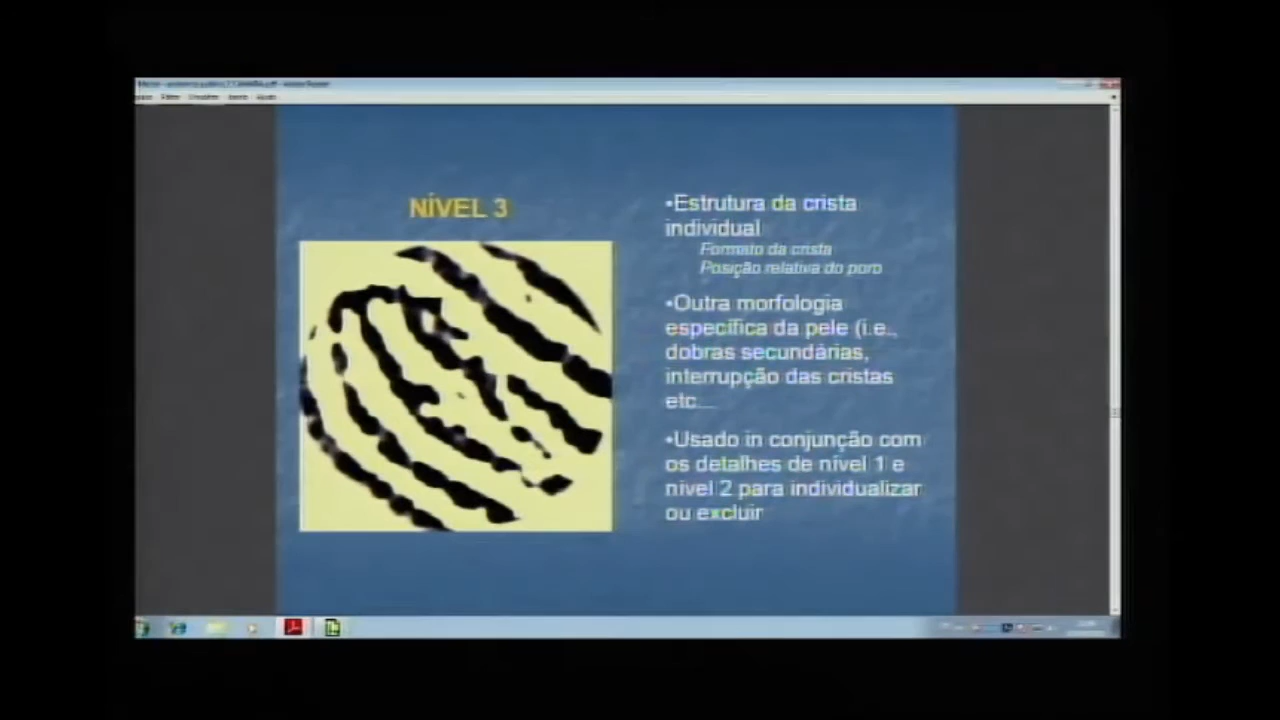 NÍVEL 3
•Estrutura da crista
individual
Formato da crista
Posição relativa do poro
•Outra morfologia
específica da pele (i.e.,
dobras secundárias,
interrupção das cristas
etc...
•Usado in conjunção com
os detalhes de nível 1 e
nível 2 para individualizar
ou excluir